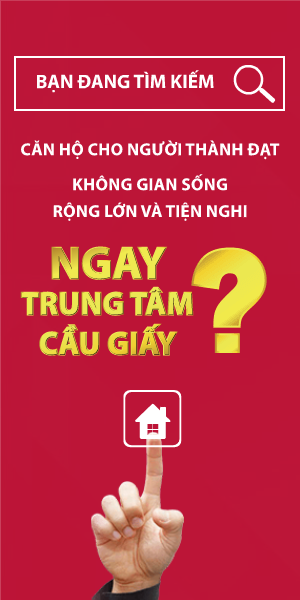 BẠN ĐANG TÌM KIẾM
CĂN HỘ CHO NGƯỜI THÀNH ĐẠT
KHÔNG GIAN SỐNG
RỘNG LỚN VÀ TIỆN NGHI
NGAY
TRUNG TÂM
CẦU GIẤY
?